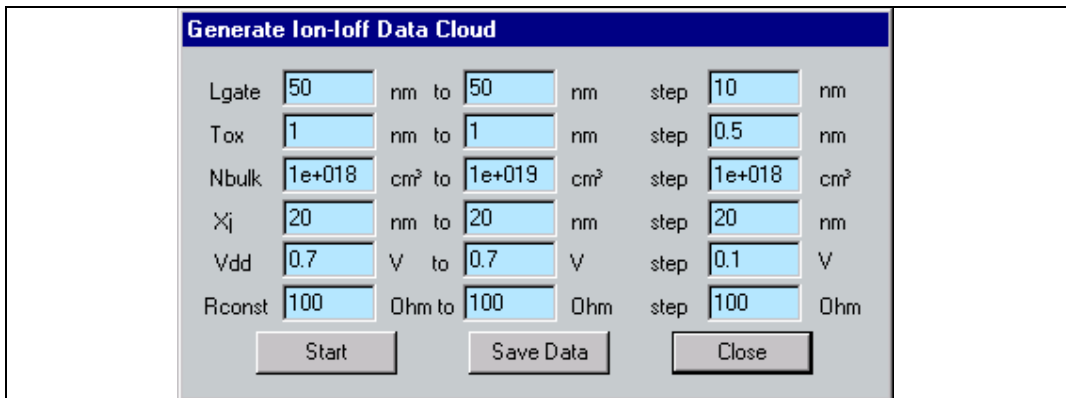 Generate Ion-Ioff Data Cloud
Lgate 50 nm to 50 nm step 10 nm
Tox 1 nm to 1 nm step 0.5 nm
Nbulk 1e+018 cm³ to 1e+019 cm³ step 1e+018 cm³
Xj 20 nm to 20 nm step 20 nm
Vdd 0.7 V to 0.7 V step 0.1 V
Rconst 100 Ohm to 100 Ohm step 100 Ohm
Start Save Data Close